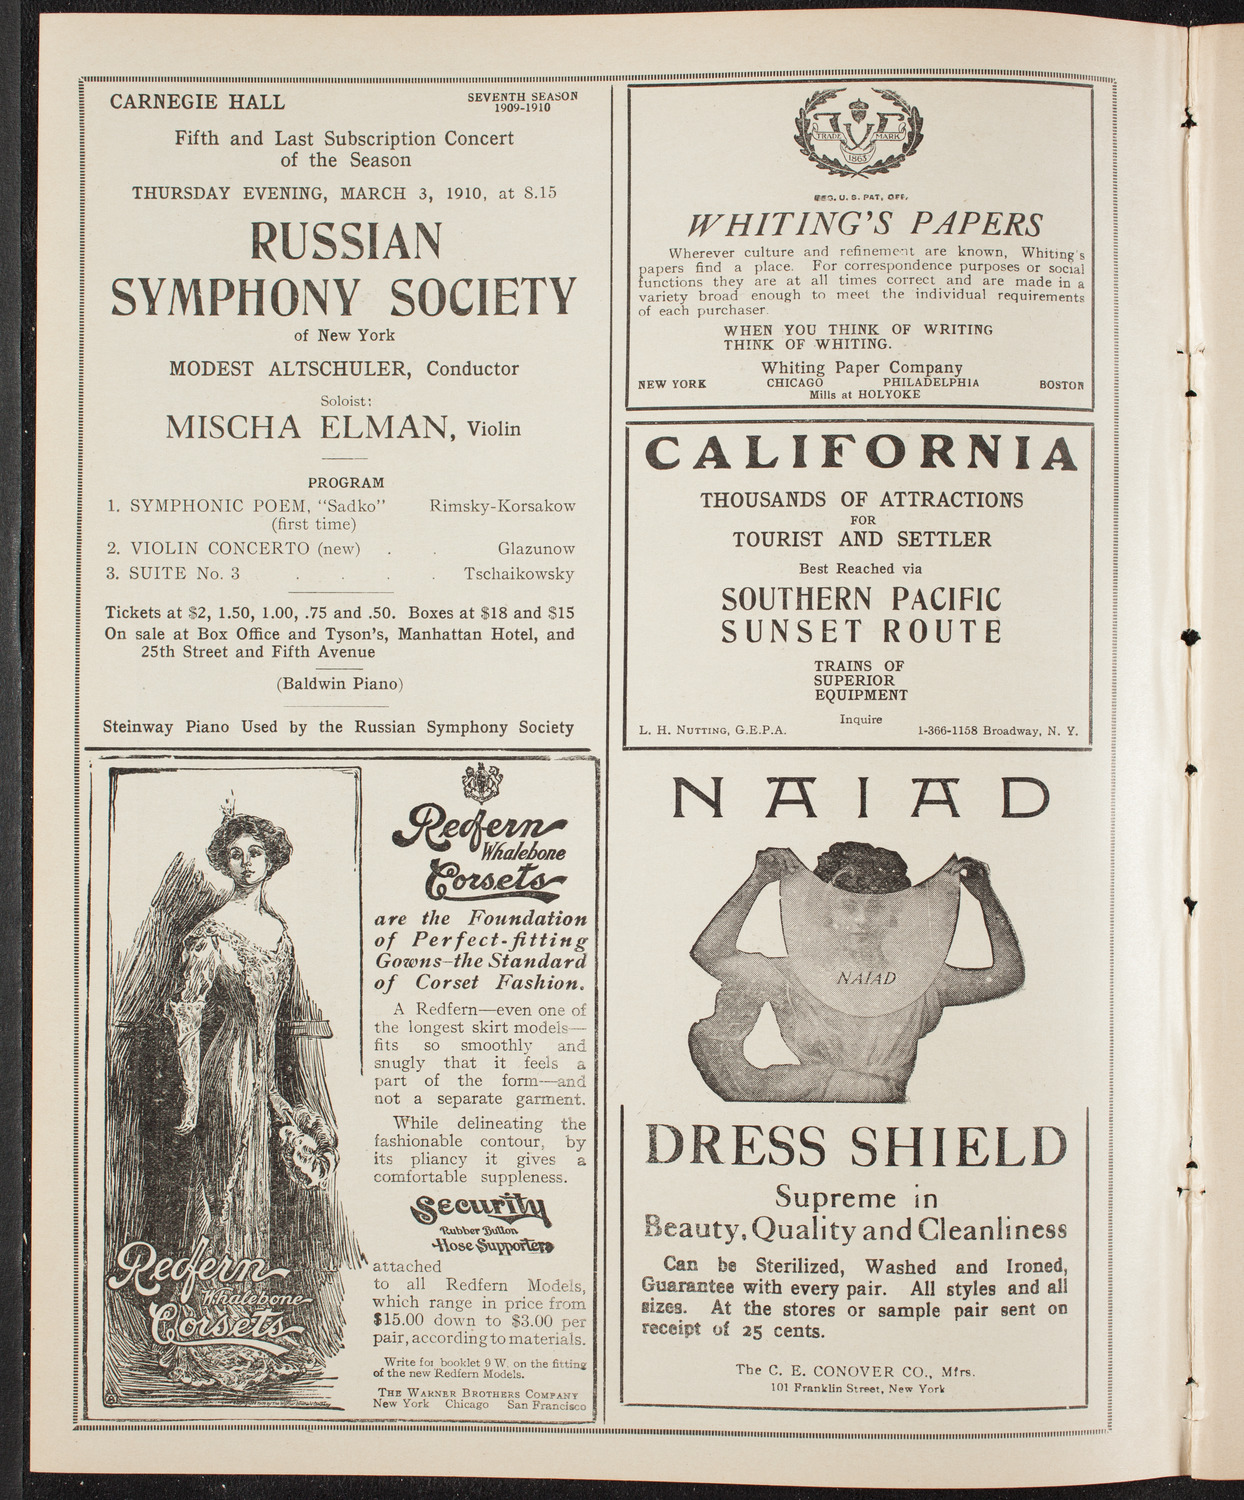 CARNEGIE HALL
SEVENTH SEASON
1909-1910
Fifth and Last Subscription Concert
of the Season
THURSDAY EVENING, MARCH 3, 1910, at 8.15
RUSSIAN
SYMPHONY SOCIETY
of New York
MODEST ALTSCHULER, Conductor
Soloist:
MISCHA ELMAN, Violin
PROGRAM
1. SYMPHONIC POEM, "Sadko" Rimsky-Korsakow
(first time)
2. VIOLIN CONCERTO (new) . . Glazunow
3. SUITE No. 3 . . . . Tschaikowsky
Tickets at $2, 1.50, 1.00, .75 and .50. Boxes at $18 and $15
On sale at Box Office and Tyson's, Manhattan Hotel, and
25th Street and Fifth Avenue
(Baldwin Piano)
Steinway Piano Used by the Russian Symphony Society
Redfern
Whalebone
Corsets
are the Foundation
of Perfect-fitting
Gowns—the Standard
of Corset Fashion.
A Redfern—even one of
the longest skirt models—
fits so smoothly and
snugly that it feels a
part of the form—and
not a separate garment.
While delineating the
fashionable contour, by
its pliancy it gives a
comfortable suppleness.
Security
Rubber Button
Hose Supporters
attached
to all Redfern Models,
which range in price from
$15.00 down to $3.00 per
pair, according to materials.
Write for booklet 9 W. on the fitting
of the new Redfern Models.
THE WARNER BROTHERS COMPANY
New York Chicago San Francisco
Redfern
Whalebone
Corsets
TRADE MARK
1865
REG. U. S. PAT. OFF.
WHITING'S PAPERS
Wherever culture and refinement are known, Whiting's
papers find a place. For correspondence purposes or social
functions they are at all times correct and are made in a
variety broad enough to meet the individual requirements
of each purchaser.
WHEN YOU THINK OF WRITING
THINK OF WHITING.
Whiting Paper Company
NEW YORK CHICAGO PHILADELPHIA BOSTON
Mills at HOLYOKE
CALIFORNIA
THOUSANDS OF ATTRACTIONS
FOR
TOURIST AND SETTLER
Best Reached via
SOUTHERN PACIFIC
SUNSET ROUTE
TRAINS OF
SUPERIOR
EQUIPMENT
Inquire
L. H. NUTTING, G.E.P.A. 1-366-1158 Broadway, N. Y.
NAIAD
NAIAD
DRESS SHIELD
Supreme in
Beauty, Quality and Cleanliness
Can be Sterilized, Washed and Ironed,
Guarantee with every pair. All styles and all
sizes. At the stores or sample pair sent on
receipt of 25 cents.
The C. E. CONOVER CO., Mfrs.
101 Franklin Street, New York